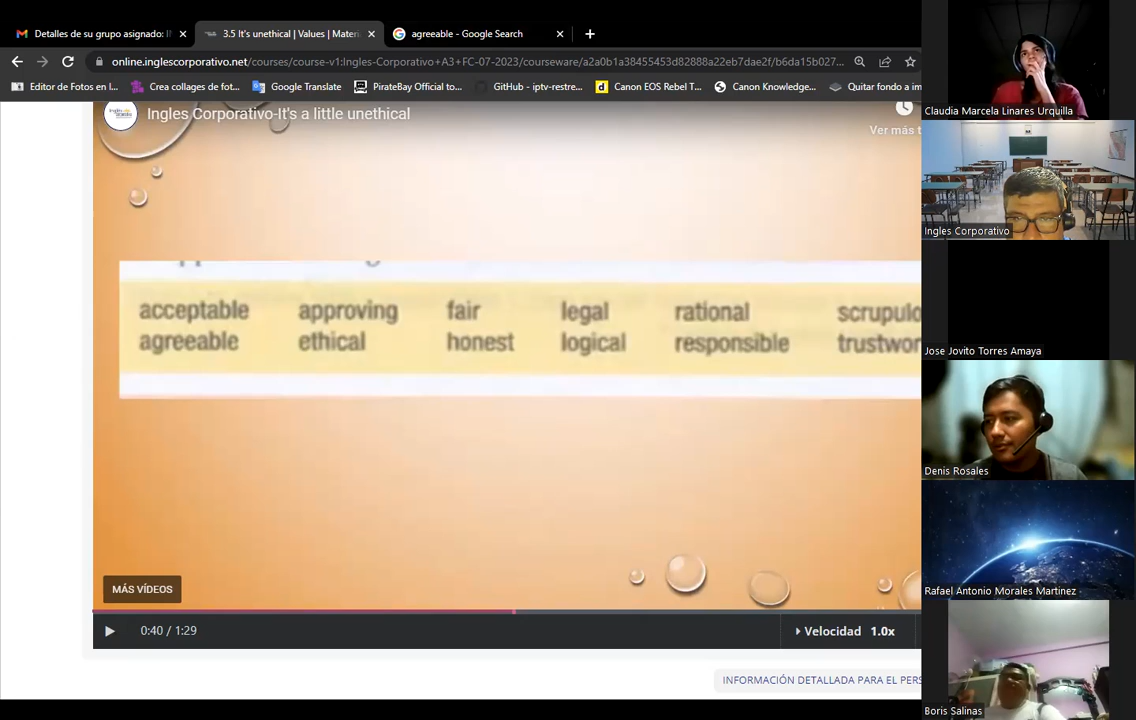 Detalles de su grupo asignado: I
3.5 It's unethical | Values | Materi
agreeable - Google Search
online.inglescorporativo.net/courses/course-v1:Ingles-Corporativo+A3+FC-07-2023/courseware/a2a0b1a38455453d82888a22eb7dae2f/b6da15b027...
Editor de Fotos en l...
Crea collages de fot...
Google Translate
PirateBay Official to...
GitHub - iptv-restre...
Canon EOS Rebel T...
Canon Knowledge...
Quitar fondo a im
Ingles Corporativo-It's a little unethical
Ver más t
acceptable approving fair legal rational scrupulo
agreeable ethical honest logical responsible trustwor
MÁS VÍDEOS
0:40 / 1:29
Velocidad 1.0x
INFORMACIÓN DETALLADA PARA EL PERS
Claudia Marcela Linares Urquilla
Ingles Corporativo
Jose Jovito Torres Amaya
Denis Rosales
Rafael Antonio Morales Martinez
Boris Salinas